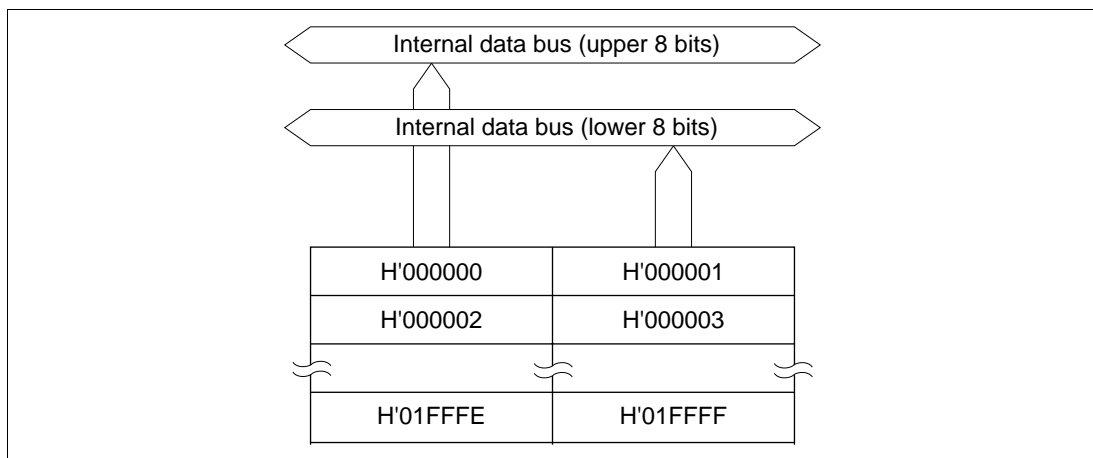 Internal data bus (upper 8 bits)
Internal data bus (lower 8 bits)
H'000000 H'000001
H'000002 H'000003
H'01FFFE H'01FFFF